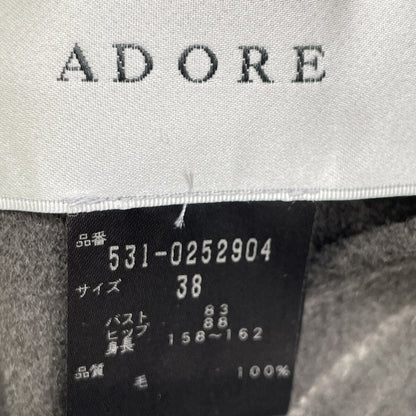 ADORE
品番
531-0252904
サイズ 38
バスト 83
ヒップ 88
身長 158～162
品質
毛 100%